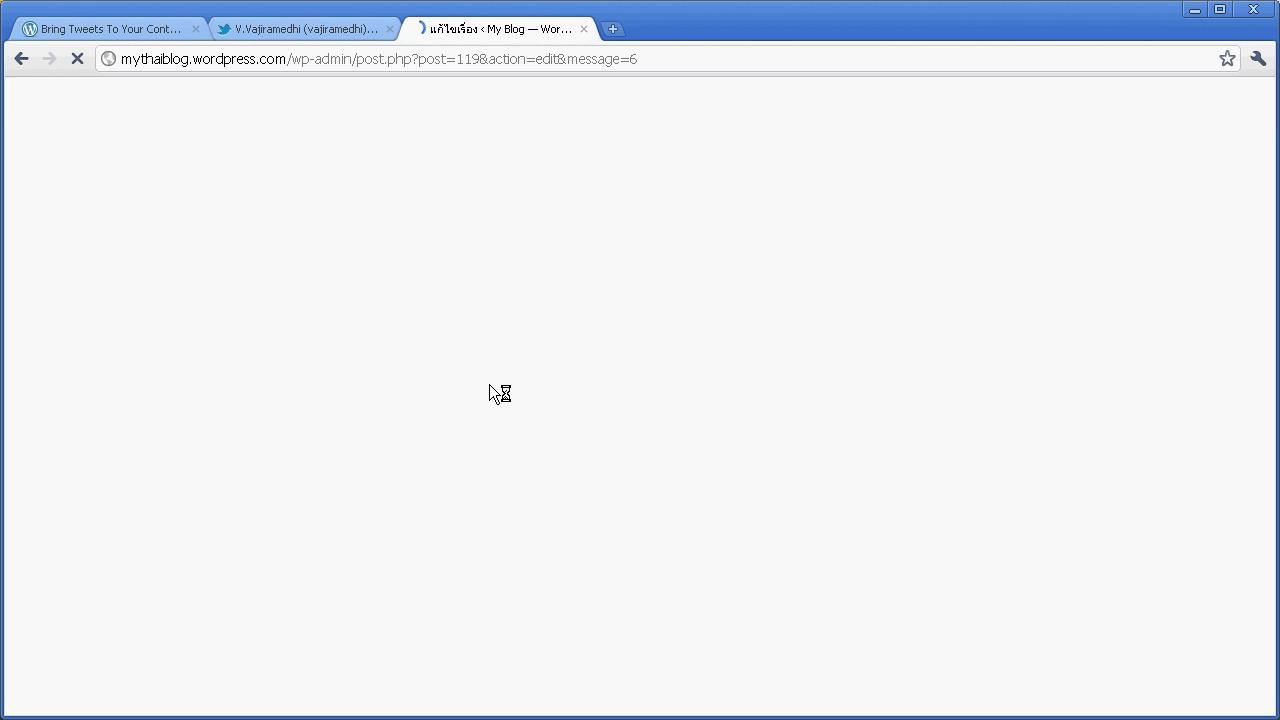 Bring Tweets To Your Cont...
V.Vajiramedhi (vajiramedhi)...
แก้ไขเรื่อง ‹ My Blog — Wor...
mythaiblog.wordpress.com/wp-admin/post.php?post=119&action=edit&message=6